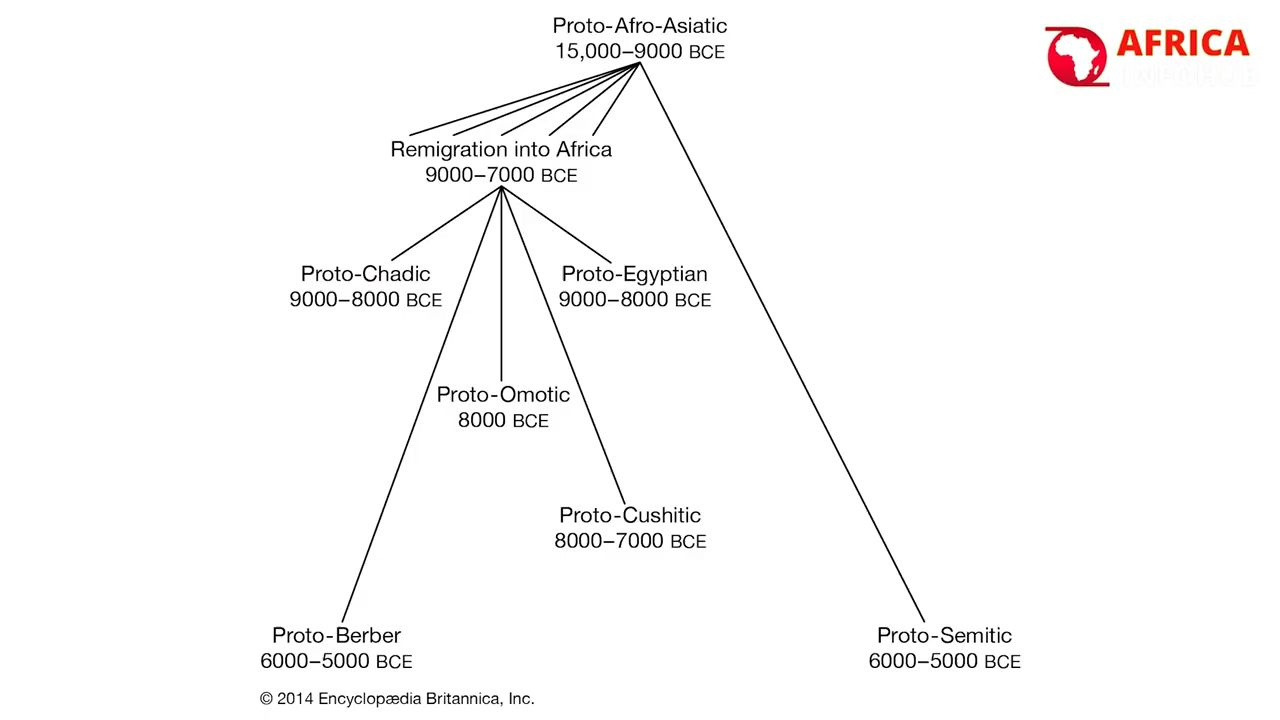 Proto-Afro-Asiatic
15,000–9000 BCE
AFRICA
INFOHUB
Remigration into Africa
9000–7000 BCE
Proto-Chadic
9000–8000 BCE
Proto-Egyptian
9000–8000 BCE
Proto-Omotic
8000 BCE
Proto-Cushitic
8000–7000 BCE
Proto-Berber
6000–5000 BCE
Proto-Semitic
6000–5000 BCE
© 2014 Encyclopædia Britannica, Inc.